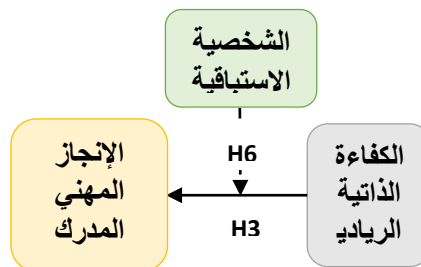 الشخصية
الاستباقية
H6
الكفاءة
الذاتية
الريادي
H3
الإنجاز
المهني
المدرك